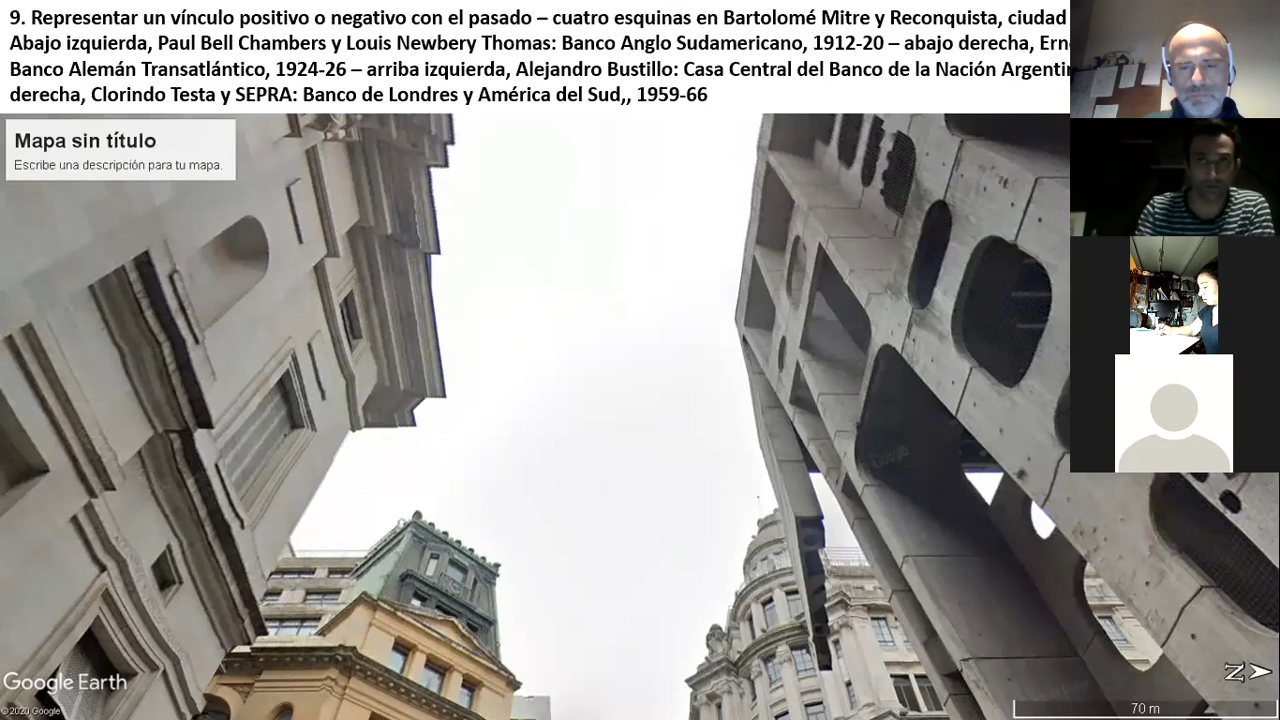 9. Representar un vínculo positivo o negativo con el pasado – cuatro esquinas en Bartolomé Mitre y Reconquista, ciudad
Abajo izquierda, Paul Bell Chambers y Louis Newbery Thomas: Banco Anglo Sudamericano, 1912-20 – abajo derecha,
Banco Alemán Transatlántico, 1924-26 – arriba izquierda, Alejandro Bustillo: Casa Central del Banco de la Nación
derecha, Clorindo Testa y SEPRA: Banco de Londres y América del Sud,, 1959-66
Mapa sin título
Escribe una descripción para tu mapa.
Google
Google Earth
© 2020 Google
N
70 m